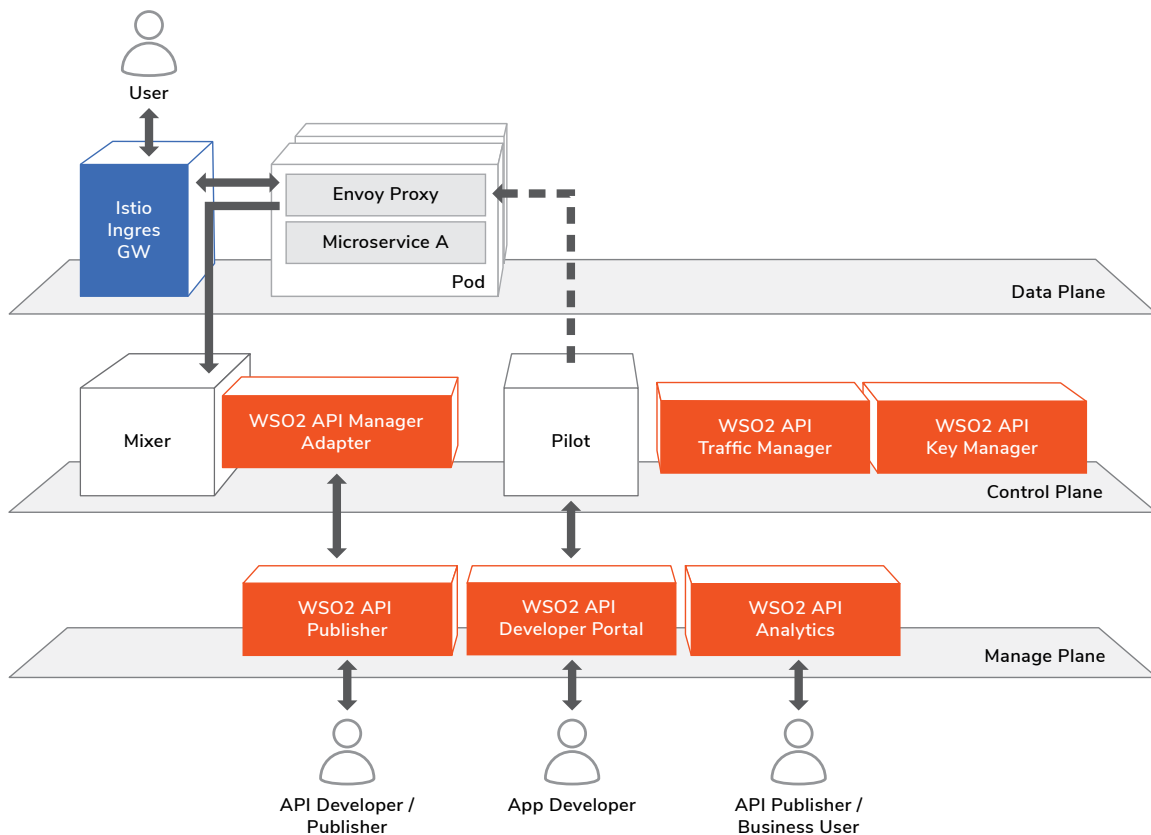 User
Istio
Ingres
GW
Envoy Proxy
Microservice A
Pod
Data Plane
Mixer
WSO2 API Manager
Adapter
Pilot
WSO2 API
Traffic Manager
WSO2 API
Key Manager
Control Plane
WSO2 API
Publisher
WSO2 API
Developer Portal
WSO2 API
Analytics
Manage Plane
API Developer /
Publisher
App Developer
API Publisher /
Business User